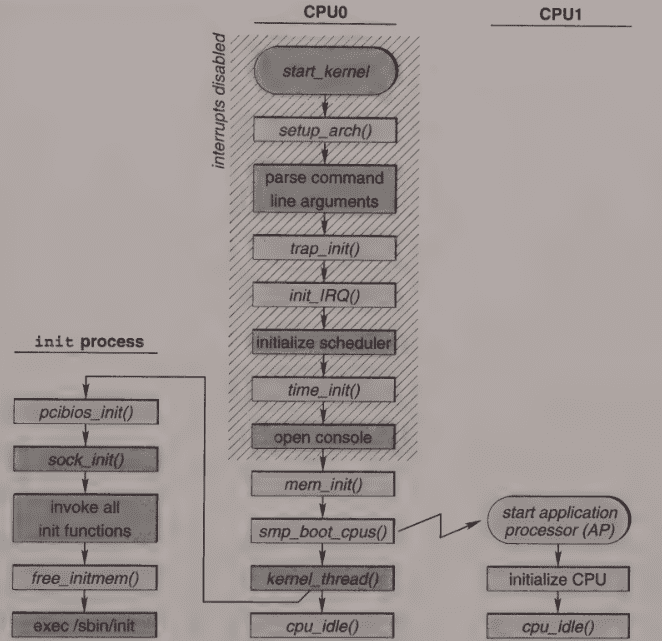 CPU0
CPU1
interrupts disabled
start_kernel
setup_arch()
parse command
line arguments
trap_init()
init_IRQ()
initialize scheduler
time_init()
open console
mem_init()
smp_boot_cpus()
kernel_thread()
cpu_idle()
init process
pcibios_init()
sock_init()
invoke all
init functions
free_initmem()
exec /sbin/init
start application
processor (AP)
initialize CPU
cpu_idle()